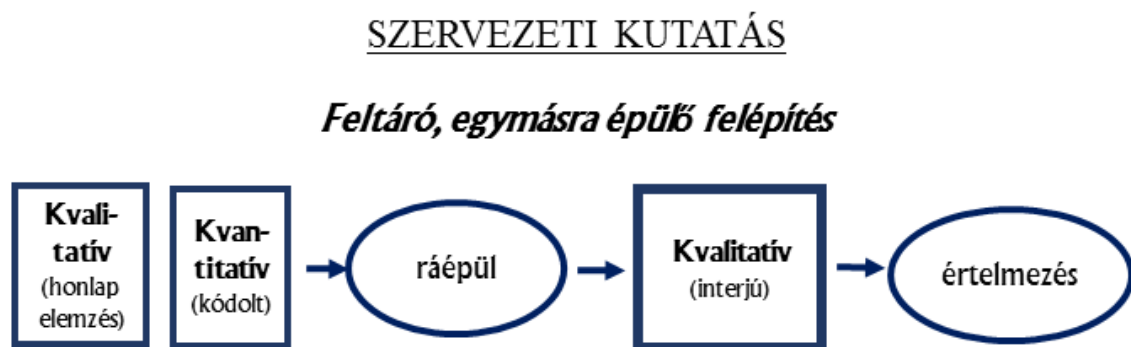 SZERVEZETI KUTATÁS
Feltáró, egymásra épülő felépítés
Kvali-
tatív
(honlap
elemzés)
Kvan-
titatív
(kódolt)
ráépül
Kvalitatív
(interjú)
értelmezés